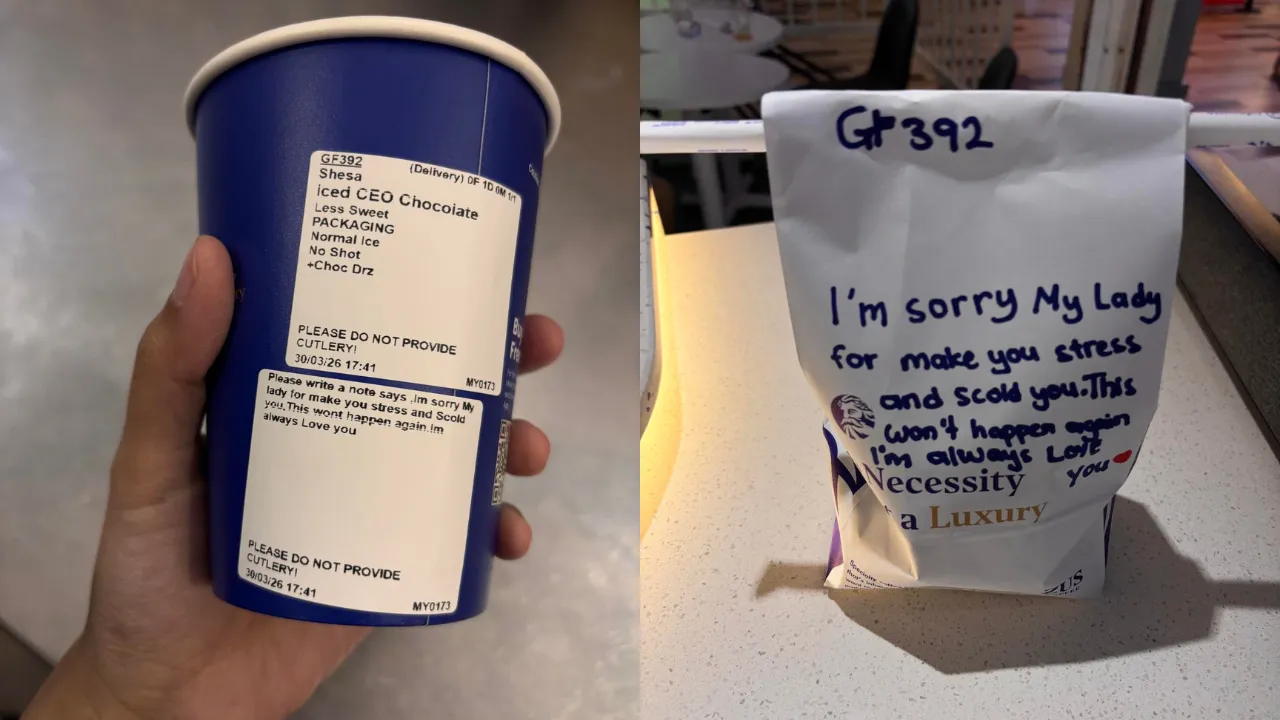 GF392
(Delivery) 0F 1D 0M 1/1
Shesa
iced CEO Chocolate
Less Sweet
PACKAGING
Normal Ice
No Shot
+Choc Drz
PLEASE DO NOT PROVIDE
CUTLERY!
30/03/26 17:41
MY0173
Please write a note says ,Im sorry My
lady for make you stress and Scold
you.This wont happen again.Im
always Love you
PLEASE DO NOT PROVIDE
CUTLERY!
30/03/26 17:41
MY0173
GF 392
I'm sorry My Lady
for make you stress
and Scold you.This
won't happen again
I'm always Love
you
Necessity
a Luxury